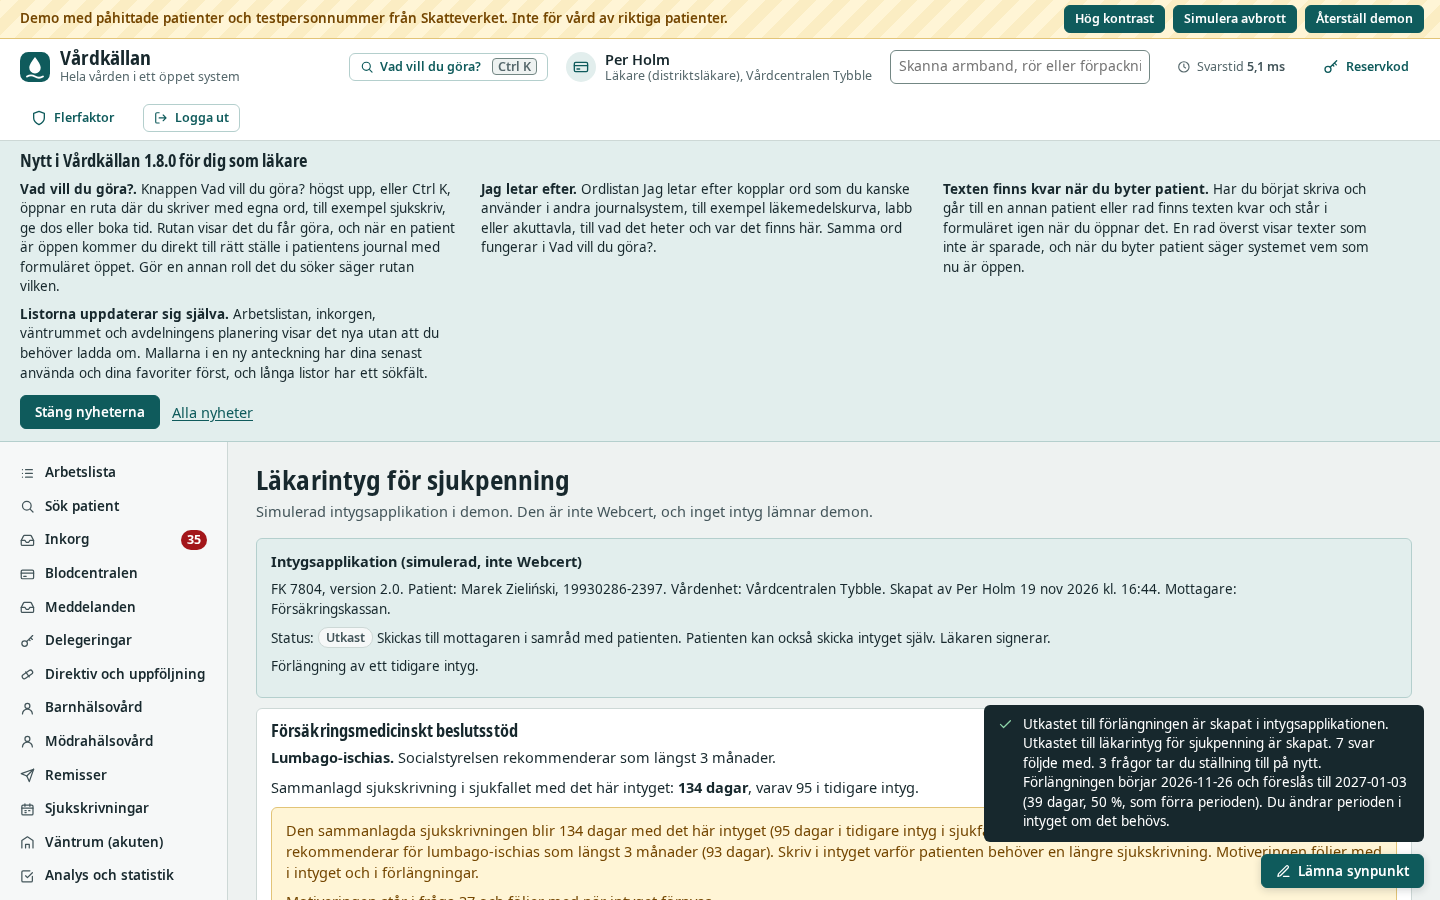 Demo med påhittade patienter och testpersonnummer från Skatteverket. Inte för vård av riktiga patienter.
Hög kontrast
Simulera avbrott
Återställ demon
Vårdkällan
Hela vården i ett öppet system
Vad vill du göra?
Ctrl K
Per Holm
Läkare (distriktsläkare), Vårdcentralen Tybble
Skanna armband, rör eller förpackni
Svarstid 5,1 ms
Reservkod
Flerfaktor
Logga ut
Nytt i Vårdkällan 1.8.0 för dig som läkare
Vad vill du göra?. Knappen Vad vill du göra? högst upp, eller Ctrl K,
öppnar en ruta där du skriver med egna ord, till exempel sjukskriv,
ge dos eller boka tid. Rutan visar det du får göra, och när en patient
är öppen kommer du direkt till rätt ställe i patientens journal med
formuläret öppet. Gör en annan roll det du söker säger rutan
vilken.
Listorna uppdaterar sig själva. Arbetslistan, inkorgen,
väntrummet och avdelningens planering visar det nya utan att du
behöver ladda om. Mallarna i en ny anteckning har dina senast
använda och dina favoriter först, och långa listor har ett sökfält.
Jag letar efter. Ordlistan Jag letar efter kopplar ord som du kanske
använder i andra journalsystem, till exempel läkemedelskurva, labb
eller akuttavla, till vad det heter och var det finns här. Samma ord
fungerar i Vad vill du göra?.
Texten finns kvar när du byter patient. Har du börjat skriva och
går till en annan patient eller rad finns texten kvar och står i
formuläret igen när du öppnar det. En rad överst visar texter som
inte är sparade, och när du byter patient säger systemet vem som
nu är öppen.
Stäng nyheterna
Alla nyheter
Arbetslista
Sök patient
Inkorg
35
Blodcentralen
Meddelanden
Delegeringar
Direktiv och uppföljning
Barnhälsovård
Mödrahälsovård
Remisser
Sjukskrivningar
Väntrum (akuten)
Analys och statistik
Läkarintyg för sjukpenning
Simulerad intygsapplikation i demon. Den är inte Webcert, och inget intyg lämnar demon.
Intygsapplikation (simulerad, inte Webcert)
FK 7804, version 2.0. Patient: Marek Zieliński, 19930286-2397. Vårdenhet: Vårdcentralen Tybble. Skapat av Per Holm 19 nov 2026 kl. 16:44. Mottagare:
Försäkringskassan.
Status: Utkast Skickas till mottagaren i samråd med patienten. Patienten kan också skicka intyget själv. Läkaren signerar.
Förlängning av ett tidigare intyg.
Försäkringsmedicinskt beslutsstöd
Lumbago-ischias. Socialstyrelsen rekommenderar som längst 3 månader.
Sammanlagd sjukskrivning i sjukfallet med det här intyget: 134 dagar, varav 95 i tidigare intyg.
Den sammanlagda sjukskrivningen blir 134 dagar med det här intyget (95 dagar i tidigare intyg i
rekommenderar för lumbago-ischias som längst 3 månader (93 dagar). Skriv i intyget varför patienten behöver en längre sjukskrivning. Motiveringen följer med
i intyget och i förlängningar.
Utkastet till förlängningen är skapat i intygsapplikationen.
Utkastet till läkarintyg för sjukpenning är skapat. 7 svar
följde med. 3 frågor tar du ställning till på nytt.
Förlängningen börjar 2026-11-26 och föreslås till 2027-01-03
(39 dagar, 50 %, som förra perioden). Du ändrar perioden i
intyget om det behövs.
Lämna synpunkt